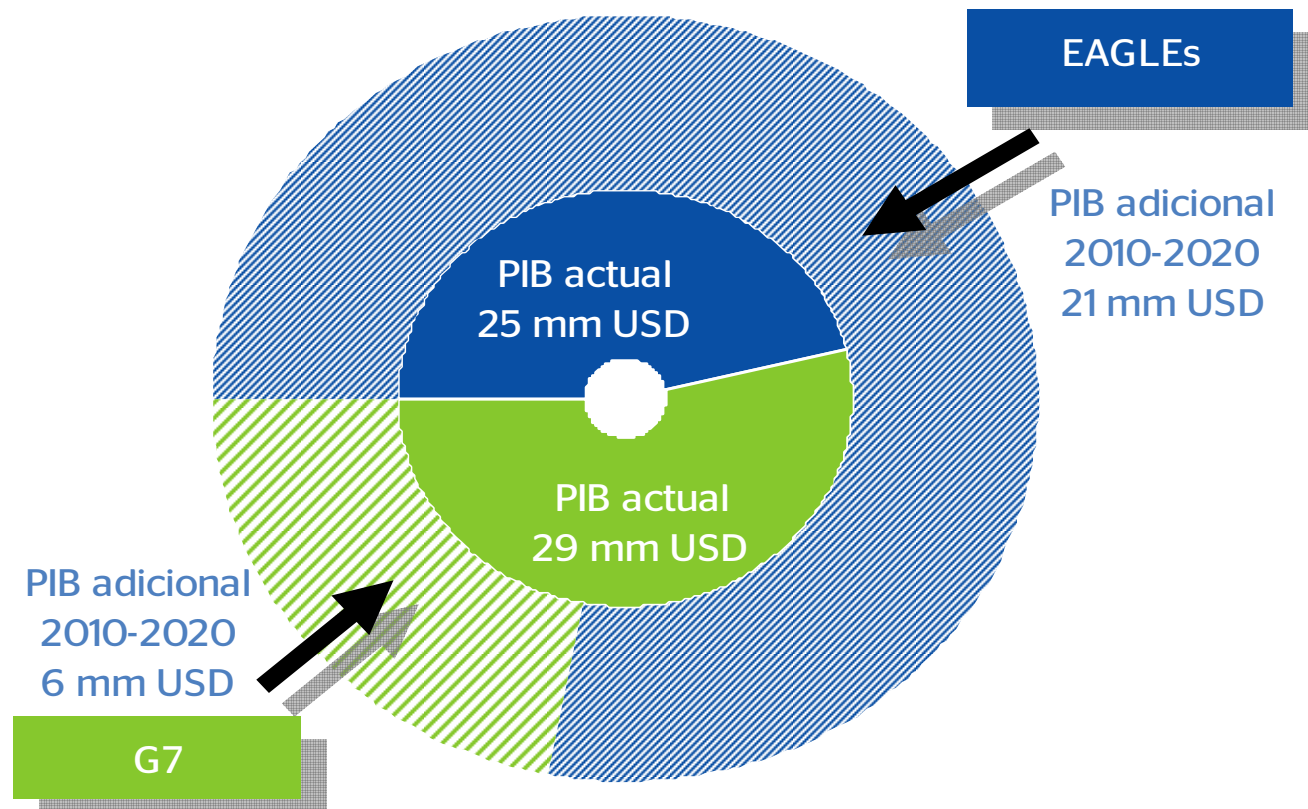 EAGLEs
PIB adicional
2010-2020
21 mm USD
PIB actual
25 mm USD
PIB actual
29 mm USD
PIB adicional
2010-2020
6 mm USD
G7